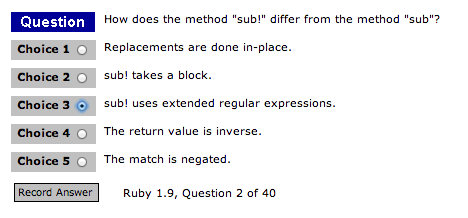 Question How does the method "sub!" differ from the method "sub"?
Choice 1 Replacements are done in-place.
Choice 2 sub! takes a block.
Choice 3 sub! uses extended regular expressions.
Choice 4 The return value is inverse.
Choice 5 The match is negated.
Record Answer Ruby 1.9, Question 2 of 40